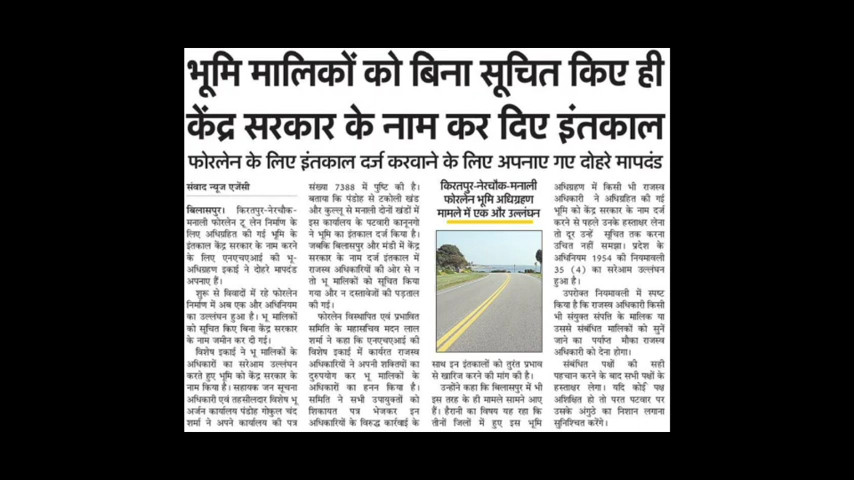 भूमि मालिकों को बिना सूचित किए ही
केंद्र सरकार के नाम कर दिए इंतकाल
फोरलेन के लिए इंतकाल दर्ज करवाने के लिए अपनाए गए दोहरे मापदंड
संवाद न्यूज एजेंसी
बिलासपुर। किरतपुर-नेरचौक-
मनाली फोरलेन टू लेन निर्माण के
लिए अधिग्रहित की गई भूमि के
इंतकाल केंद्र सरकार के नाम करने
के लिए एनएचएआई की भू-
अधिग्रहण इकाई ने दोहरे मापदंड
अपनाए हैं।
शुरू से विवादों में रहे फोरलेन
निर्माण में अब एक और अधिनियम
का उल्लंघन हुआ है। भू मालिकों
को सूचित किए बिना केंद्र सरकार
के नाम जमीन कर दी गई।
विशेष इकाई ने भू मालिकों के
अधिकारों का सरेआम उल्लंघन
करते हुए भूमि को केंद्र सरकार के
नाम किया है। सहायक जन सूचना
अधिकारी एवं तहसीलदार विशेष भू
अर्जन कार्यालय पंडोह गोकुल चंद
शर्मा ने अपने कार्यालय की पत्र
संख्या 7388 में पुष्टि की है।
बताया कि पंडोह से टकोली खंड
और कुल्लू से मनाली दोनों खंडों में
इस कार्यालय के पटवारी कानूनगो
ने भूमि का इंतकाल दर्ज किया है।
जबकि बिलासपुर और मंडी में केंद्र
सरकार के नाम दर्ज इंतकाल में
राजस्व अधिकारियों की ओर से न
तो भू मालिकों को सूचित किया
गया और न दस्तावेजों की पड़ताल
की गई।
फोरलेन विस्थापित एवं प्रभावित
समिति के महासचिव मदन लाल
शर्मा ने कहा कि एनएचएआई की
विशेष इकाई में कार्यरत राजस्व
अधिकारियों ने अपनी शक्तियों का
दुरुपयोग कर भू मालिकों के
अधिकारों का हनन किया है।
समिति ने सभी उपायुक्तों को
शिकायत पत्र भेजकर इन
अधिकारियों के विरुद्ध कार्रवाई के
किरतपुर-नेरचौक-मनाली
फोरलेन भूमि अधिग्रहण
मामले में एक और उल्लंघन
साथ इन इंतकालों को तुरंत प्रभाव
से खारिज करने की मांग की है।
उन्होंने कहा कि बिलासपुर में भी
इस तरह के ही मामले सामने आए
हैं। हैरानी का विषय यह रहा कि
तीनों जिलों में हुए इस भूमि
अधिग्रहण में किसी भी राजस्व
अधिकारी ने अधिग्रहित की गई
भूमि को केंद्र सरकार के नाम दर्ज
करने से पहले उनके हस्ताक्षर लेना
तो दूर उन्हें सूचित तक करना
उचित नहीं समझा। प्रदेश के
अधिनियम 1954 की नियमावली
35 (4) का सरेआम उल्लंघन
हुआ है।
उपरोक्त नियमावली में स्पष्ट
किया है कि राजस्व अधिकारी किसी
भी संयुक्त संपत्ति के मालिक या
उससे संबंधित मालिकों को सुनें
जाने का पर्याप्त मौका राजस्व
अधिकारी को देना होगा।
संबंधित पक्षों की सही
पहचान करने के बाद सभी पक्षों के
हस्ताक्षर लेगा। यदि कोई पक्ष
अशिक्षित हो तो परत पटवार पर
उसके अंगुठे का निशान लगाना
सुनिश्चित करेंगे।